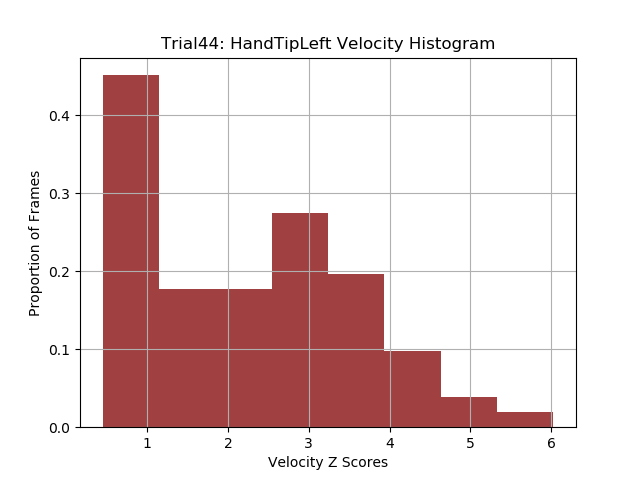 Trial44: HandTipLeft Velocity Histogram
Proportion of Frames
0.4
0.3
0.2
0.1
0.0
1 2 3 4 5 6
Velocity Z Scores